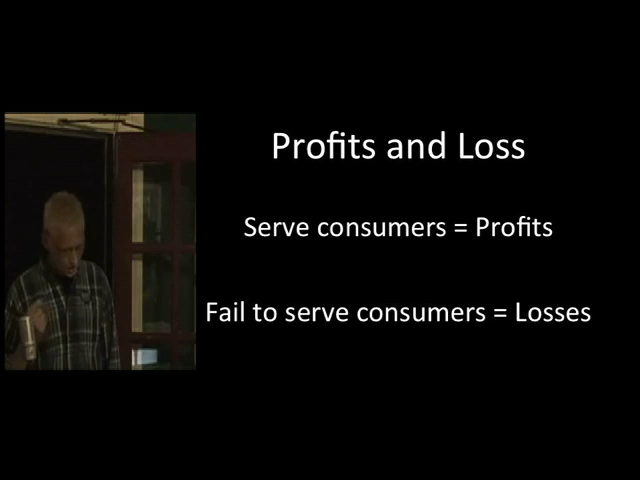 Profits and Loss
Serve consumers = Profits
Fail to serve consumers = Losses